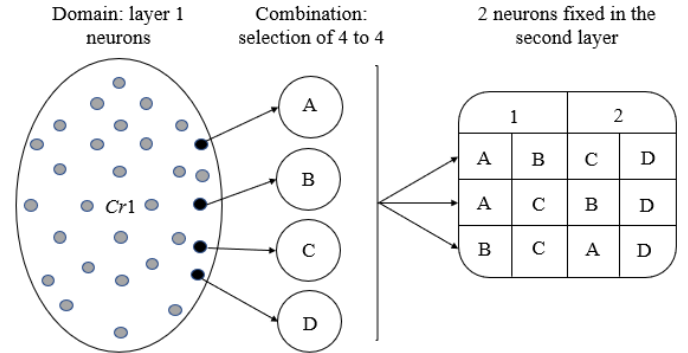 Domain: layer 1
neurons
Combination:
selection of 4 to 4
2 neurons fixed in the
second layer
Cr1
A
B
C
D
1 2
A B C D
A C B D
B C A D